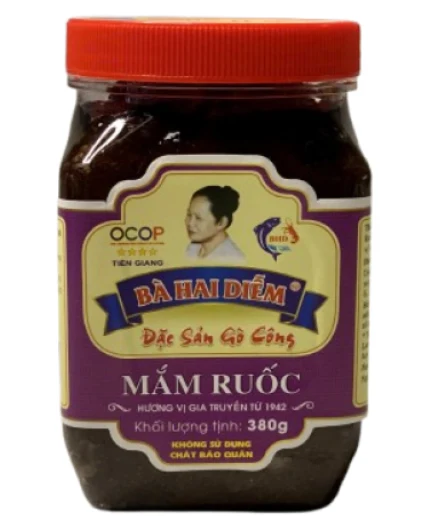 OCOP
TIỀN GIANG
BÀ HAI DIỄM®
Đặc Sản Gò Công
MẮM RUỐC
HƯƠNG VỊ GIA TRUYỀN TỪ 1942
Khối lượng tịnh: 380g
KHÔNG SỬ DỤNG
CHẤT BẢO QUẢN